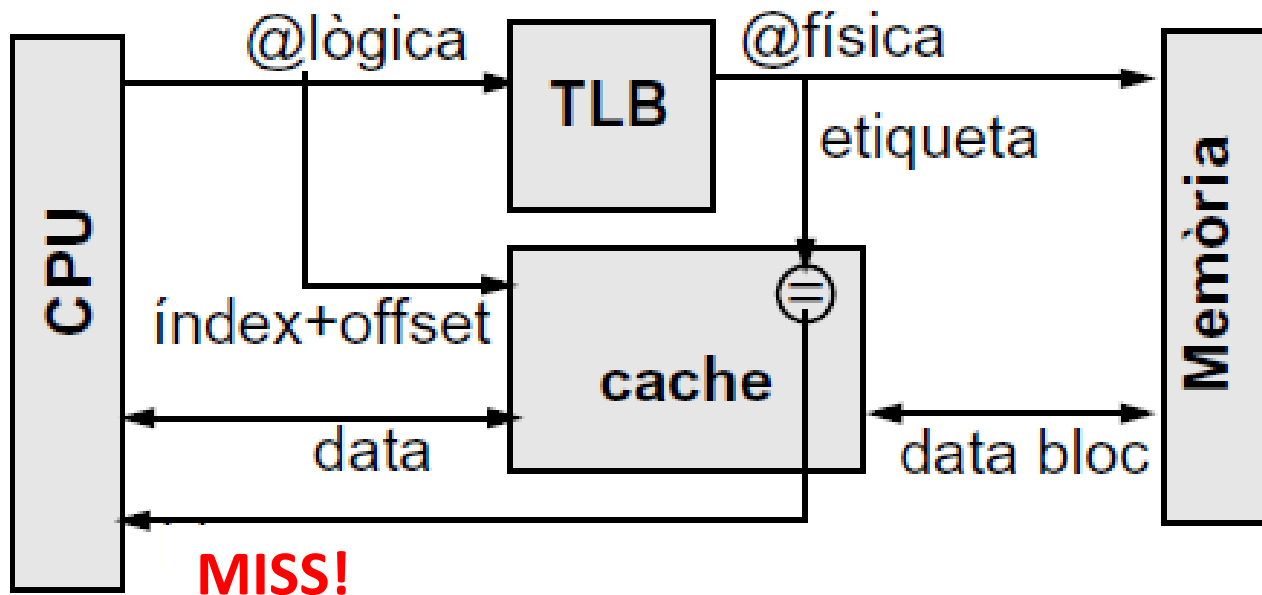 @lògica
@física
TLB
etiqueta
CPU
índex+offset
cache
Memòria
data
data bloc
MISS!